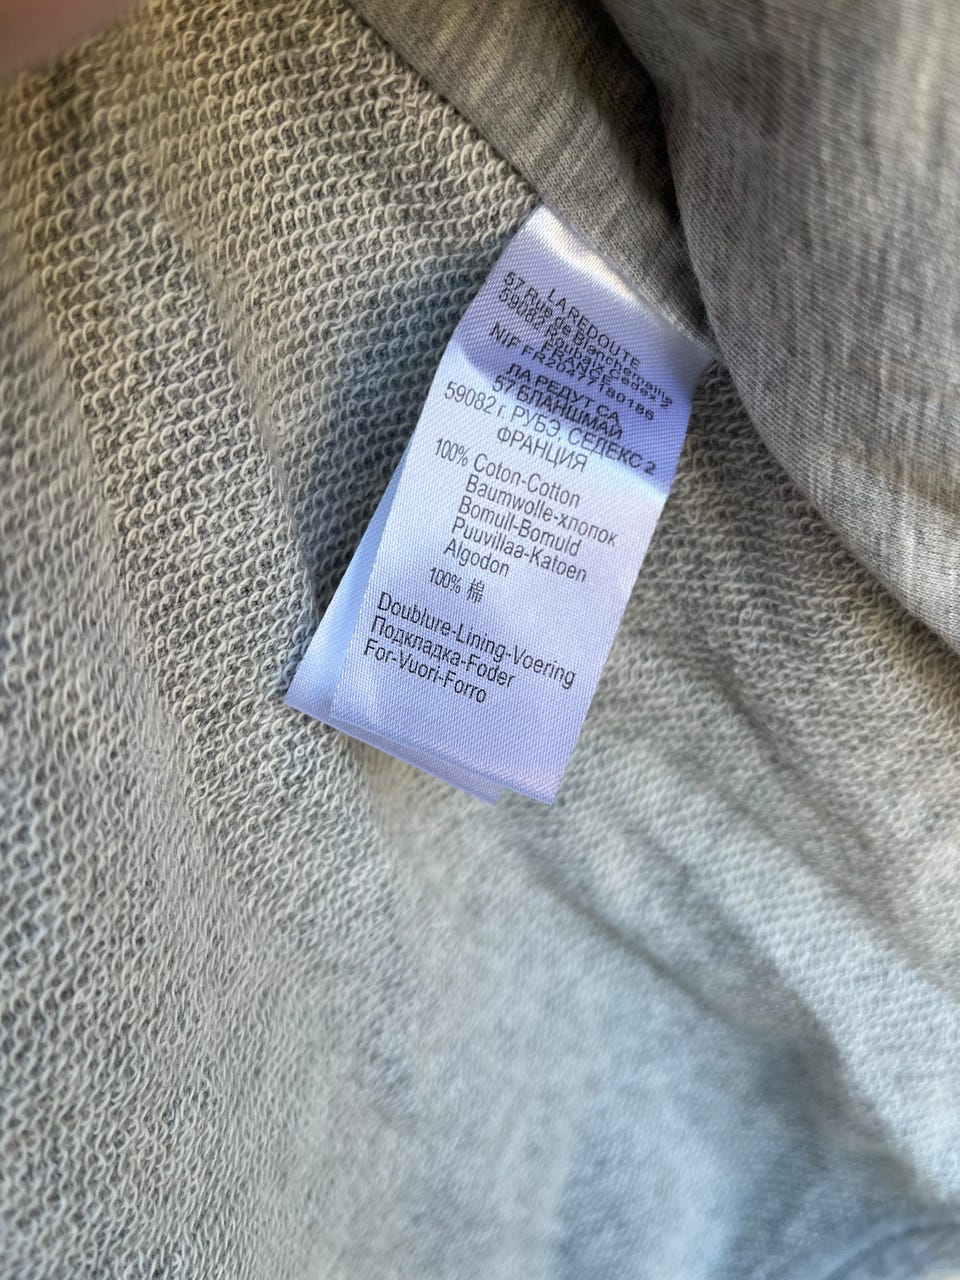 LA REDOUTE
57 Rue de Blanchemaille
59082 Roubaix Cedex 2
FRANCE
NIF FR20477180186
ЛА РЕДУТ СА,
57 БЛАНШМАЙ
59082 г. РУБЭ, СЕДЕКС 2
ФРАНЦИЯ
100% Coton-Cotton
Baumwolle-хлопок
Bomull-Bomuld
Puuvillaa-Katoen
Algodon
100% 棉
Doublure-Lining-Voering
Подкладка-Foder
For-Vuori-Forro